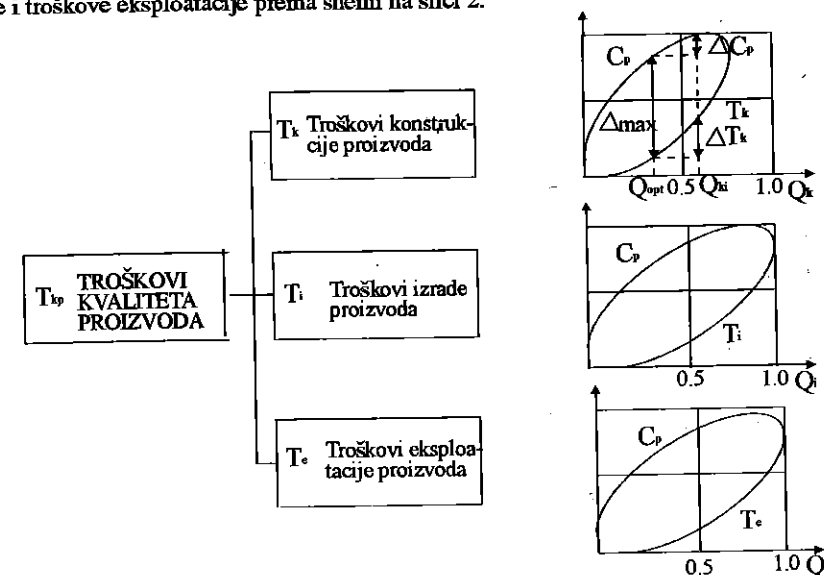 troškove eksploatacije prema shemi na slici 2.
Tkp TROŠKOVI
KVALITETA
PROIZVODA
Tk Troškovi konstruk-
cije proizvoda
Ti Troškovi izrade
proizvoda
Te Troškovi eksploa-
tacije proizvoda
Cp ΔCp
Δmax Tk
ΔTk
Qopt 0.5 Qki 1.0 Qk
Cp
Ti
0.5 1.0 Qi
Cp
Te
0.5 1.0 Q